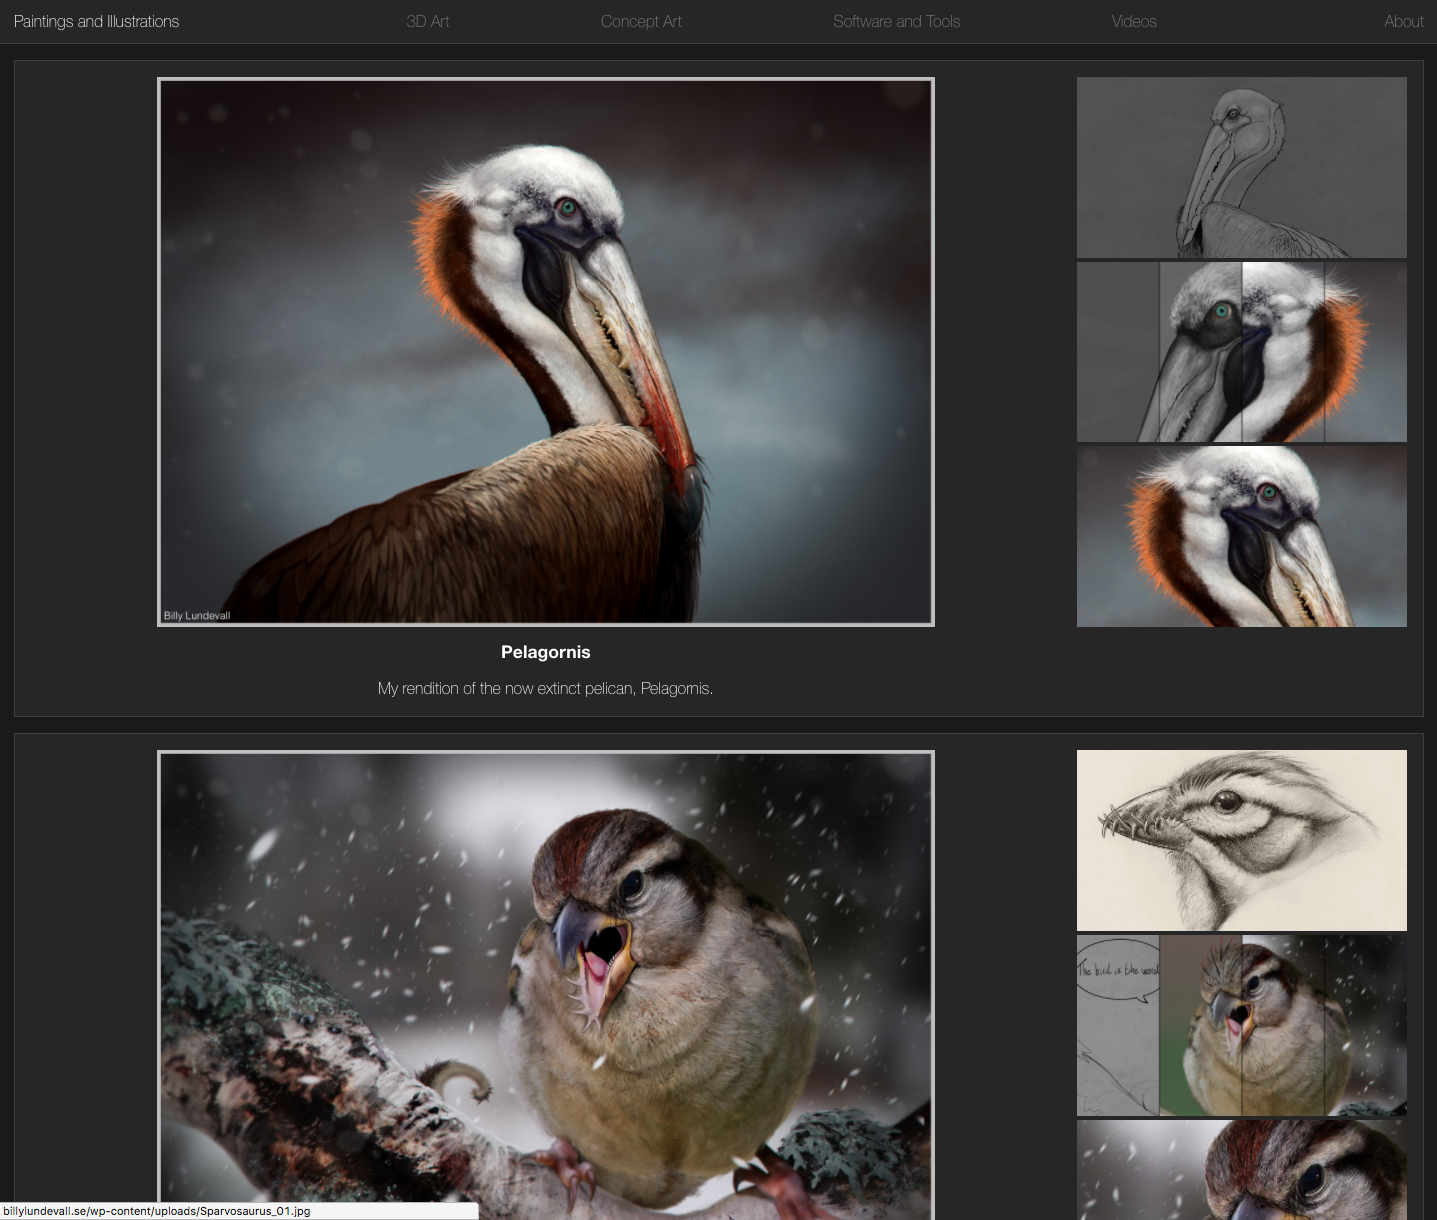 Paintings and Illustrations 3D Art Concept Art Software and Tools Videos About
Billy Lundevall
Pelagornis
My rendition of the now extinct pelican, Pelagornis.
The bird is the word
billylundevall.se/wp-content/uploads/Sparvosaurus_01.jpg